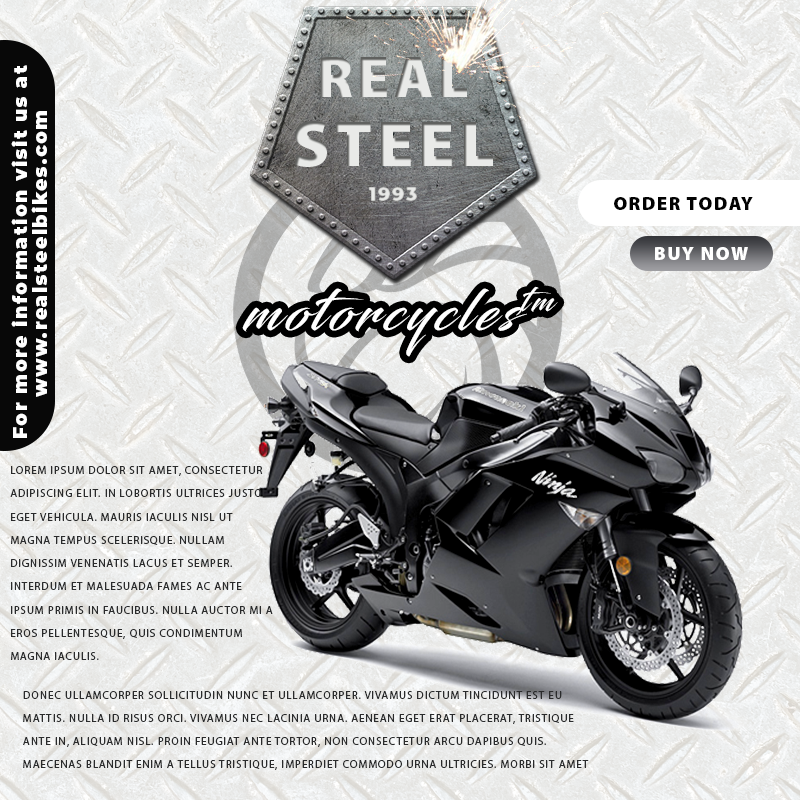 REAL
STEEL
1993
motorcycles™
For more information visit us at
www.realsteelbikes.com
ORDER TODAY
BUY NOW
Ninja
LOREM IPSUM DOLOR SIT AMET, CONSECTETUR
ADIPISCING ELIT. IN LOBORTIS ULTRICES JUSTO
EGET VEHICULA. MAURIS IACULIS NISL UT
MAGNA TEMPUS SCELERISQUE. NULLAM
DIGNISSIM VENENATIS LACUS ET SEMPER.
INTERDUM ET MALESUADA FAMES AC ANTE
IPSUM PRIMIS IN FAUCIBUS. NULLA AUCTOR MI A
EROS PELLENTESQUE, QUIS CONDIMENTUM
MAGNA IACULIS.
DONEC ULLAMCORPER SOLLICITUDIN NUNC ET ULLAMCORPER. VIVAMUS DICTUM TINCIDUNT EST EU
MATTIS. NULLA ID RISUS ORCI. VIVAMUS NEC LACINIA URNA. AENEAN EGET ERAT PLACERAT, TRISTIQUE
ANTE IN, ALIQUAM NISL. PROIN FEUGIAT ANTE TORTOR, NON CONSECTETUR ARCU DAPIBUS QUIS.
MAECENAS BLANDIT ENIM A TELLUS TRISTIQUE, IMPERDIET COMMODO URNA ULTRICIES. MORBI SIT AMET